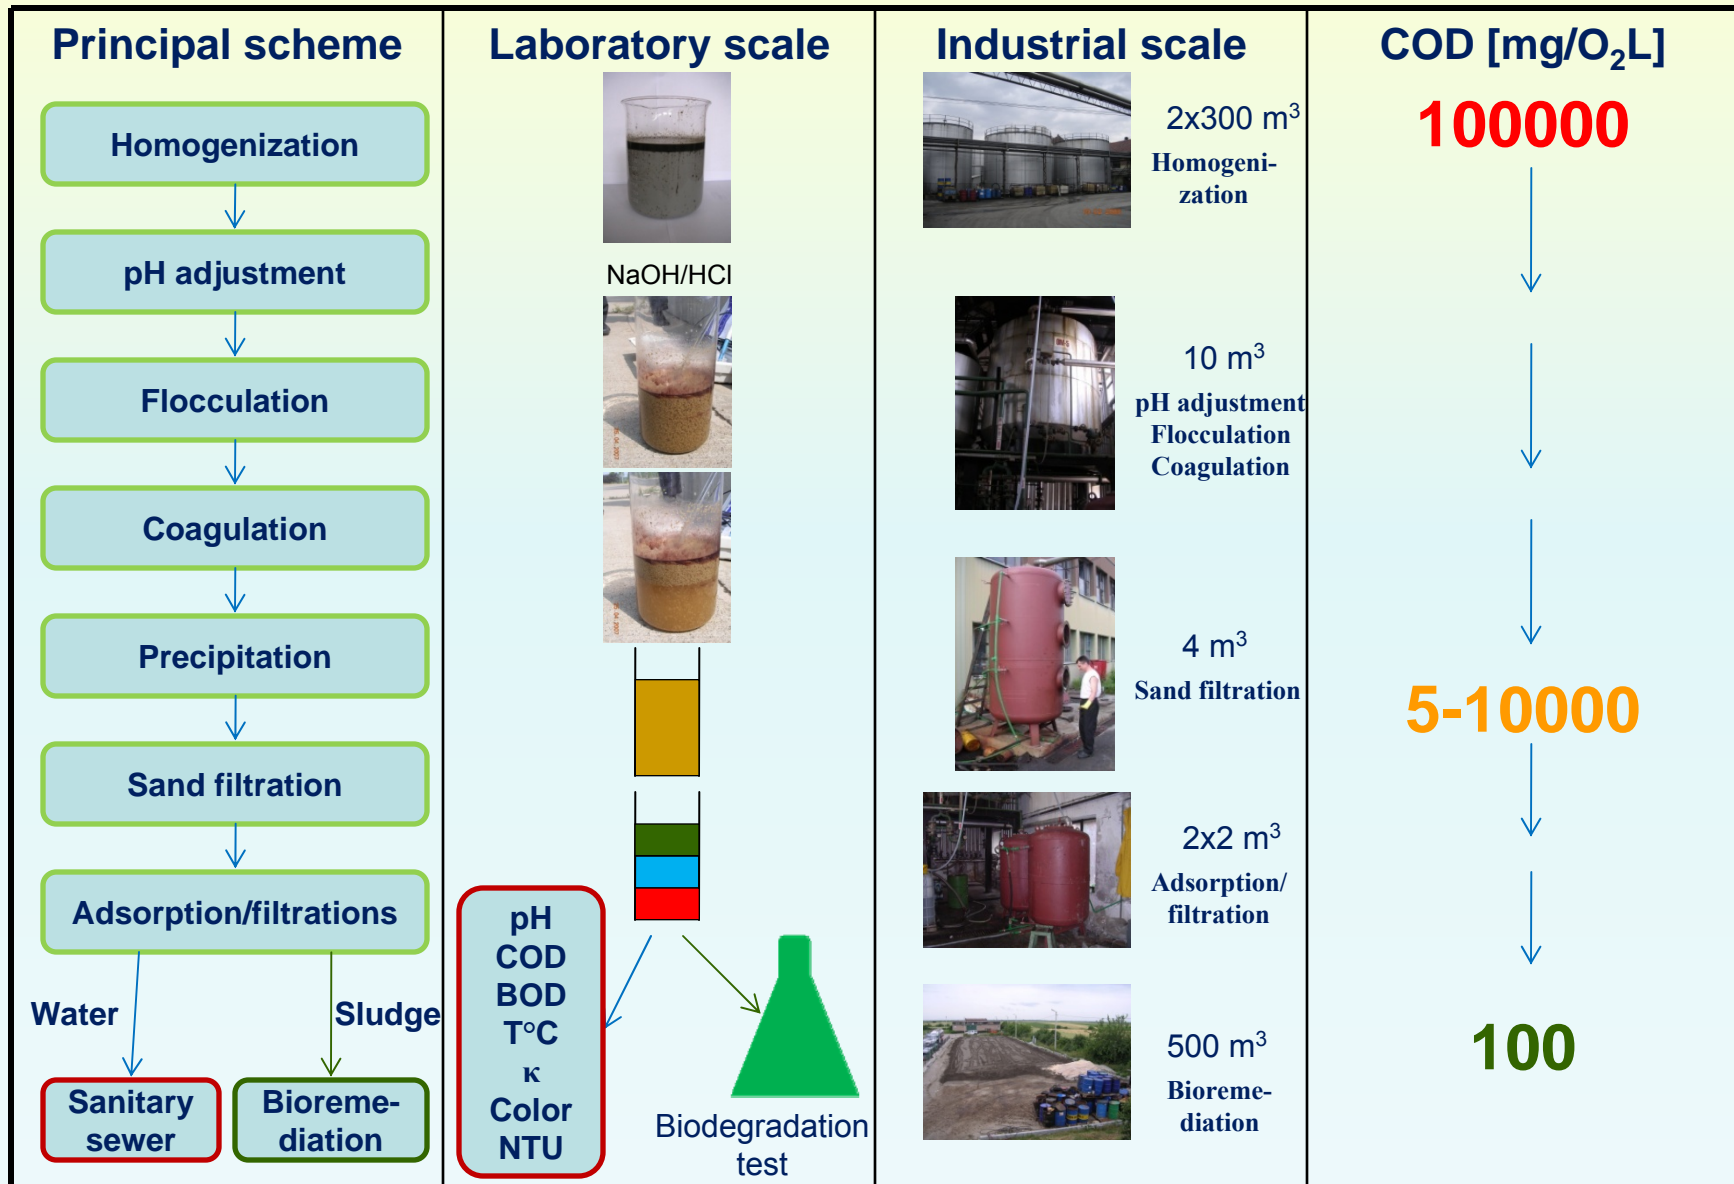 Principal scheme
Homogenization
pH adjustment
Flocculation
Coagulation
Precipitation
Sand filtration
Adsorption/filtrations
Water
Sludge
Sanitary
sewer
Bioreme-
diation
Laboratory scale
NaOH/HCl
pH
COD
BOD
T°C
κ
Color
NTU
Biodegradation
test
Industrial scale
2x300 m³
Homogeni-
zation
10 m³
pH adjustment
Flocculation
Coagulation
4 m³
Sand filtration
2x2 m³
Adsorption/
filtration
500 m³
Bioreme-
diation
COD [mg/O₂L]
100000
5-10000
100